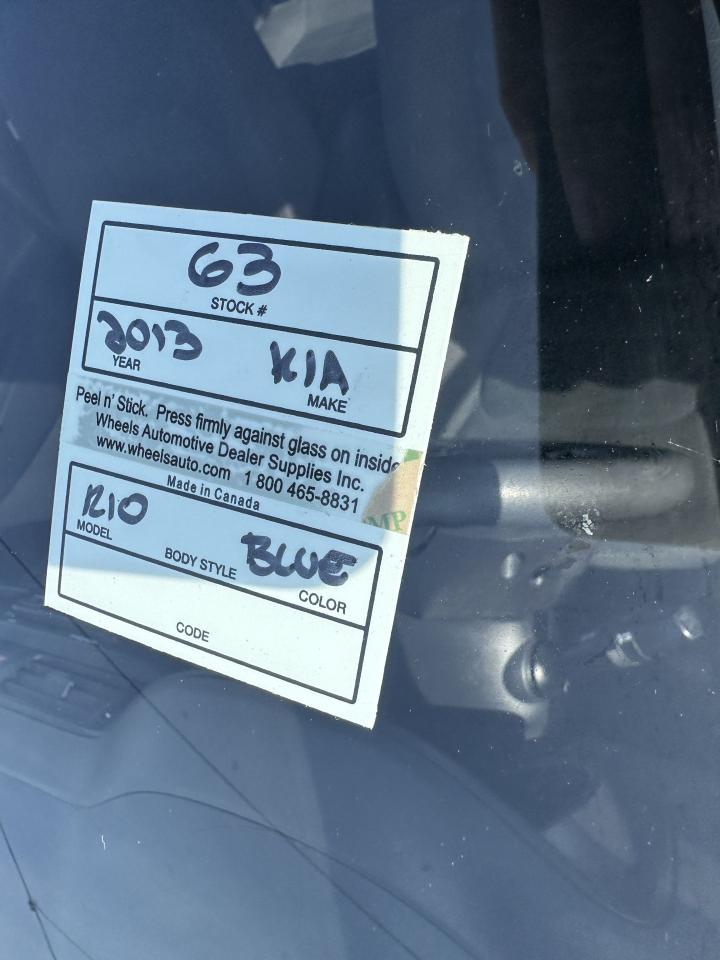 63
STOCK #
2013 KIA
YEAR MAKE
Peel n' Stick. Press firmly against glass on inside
Wheels Automotive Dealer Supplies Inc.
www.wheelsauto.com 1 800 465-8831
Made in Canada
MP
RIO BLUE
MODEL BODY STYLE COLOR
CODE